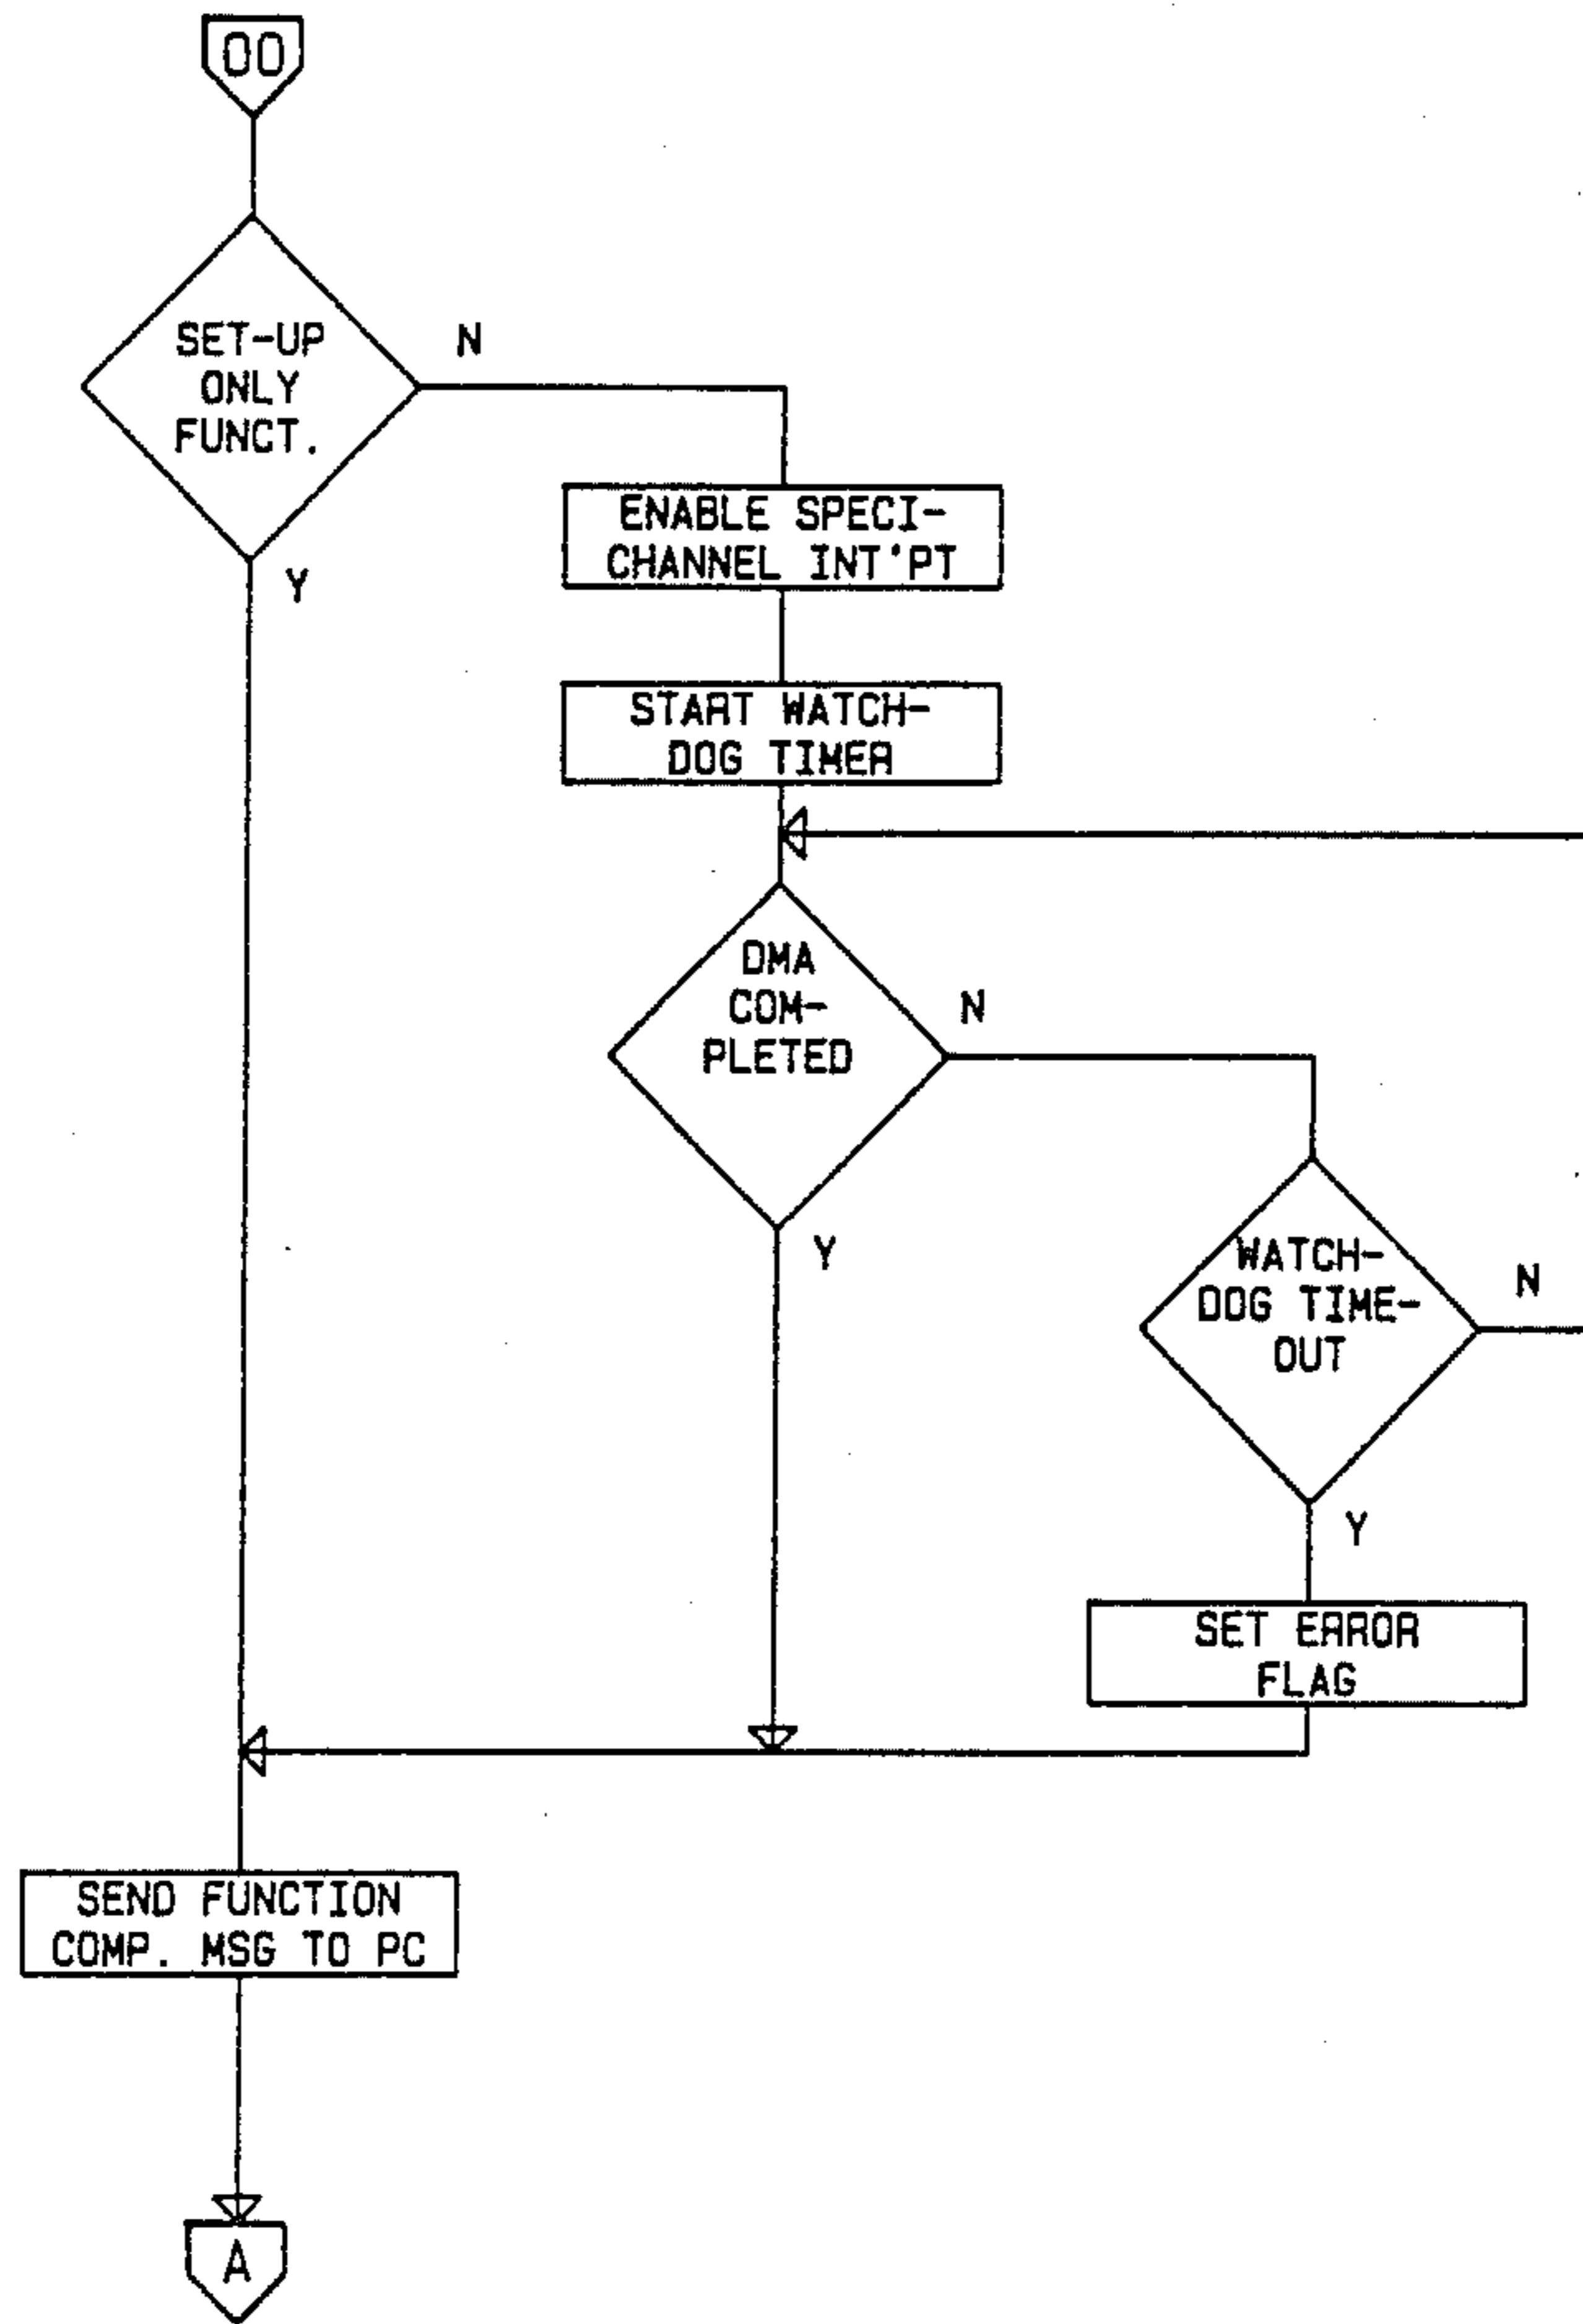 00
SET-UP
ONLY
FUNCT.
N
Y
ENABLE SPECI-
CHANNEL INT'PT
START WATCH-
DOG TIMER
DMA
COM-
PLETED
N
Y
WATCH-
DOG TIME-
OUT
N
Y
SET ERROR
FLAG
SEND FUNCTION
COMP. MSG TO PC
A